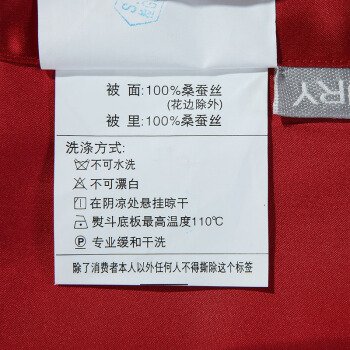 被 面:100%桑蚕丝
(花边除外)
被 里:100%桑蚕丝
洗涤方式:
不可水洗
不可漂白
在阴凉处悬挂晾干
熨斗底板最高温度110℃
专业缓和干洗
除了消费者本人以外任何人不得撕除这个标签